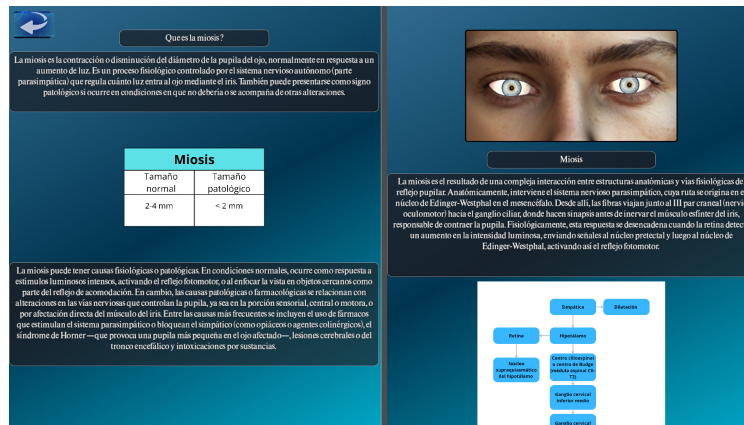 Que es la miosis ?
La miosis es la contracción o disminución del diámetro de la pupila del ojo, normalmente en respuesta a un
aumento de luz. Es un proceso fisiológico controlado por el sistema nervioso autónomo (parte
parasimpática) que regula cuánto luz entra al ojo mediante el iris. También puede presentarse como signo
patológico si ocurre en condiciones en que no debería o se acompaña de otras alteraciones.
Miosis
Tamaño normal
Tamaño patológico
2-4 mm
< 2 mm
La miosis puede tener causas fisiológicas o patológicas. En condiciones normales, ocurre como respuesta a
estímulos luminosos intensos, activando el reflejo fotomotor, o al enfocar la vista en objetos cercanos como
parte del reflejo de acomodación. En cambio, las causas patológicas o farmacológicas se relacionan con
alteraciones en las vías nerviosas que controlan la pupila, ya sea en la porción sensorial, central o motora, o
por afectación directa del músculo del iris. Entre las causas más frecuentes se incluyen el uso de fármacos
que estimulan el sistema parasimpático o bloquean el simpático (como opiáceos o agentes colinérgicos), el
síndrome de Horner —que provoca una pupila más pequeña en el ojo afectado—, lesiones cerebrales o del
tronco encefálico y intoxicaciones por sustancias.
Miosis
La miosis es el resultado de una compleja interacción entre estructuras anatómicas y vías fisiológicas de
reflejo pupilar. Anatómicamente, interviene el sistema nervioso parasimpático, cuya ruta se origina en e
núcleo de Edinger-Westphal en el mesencéfalo. Desde allí, las fibras viajan junto al III par craneal (nervi
oculomotor) hacia el ganglio ciliar, donde hacen sinapsis antes de inervar el músculo esfínter del iris,
responsable de contraer la pupila. Fisiológicamente, esta respuesta se desencadena cuando la retina detec
un aumento en la intensidad luminosa, enviando señales al núcleo pretectal y luego al núcleo de
Edinger-Westphal, activando así el reflejo fotomotor.
Simpática
Dilatación
Retina
Hipotálamo
Núcleo
supraquiasmático
del hipotálamo
Centro cilioespinal
o centro de Budge
(médula espinal C8-
T2)
Ganglio cervical
inferior medio
Ganglio cervical